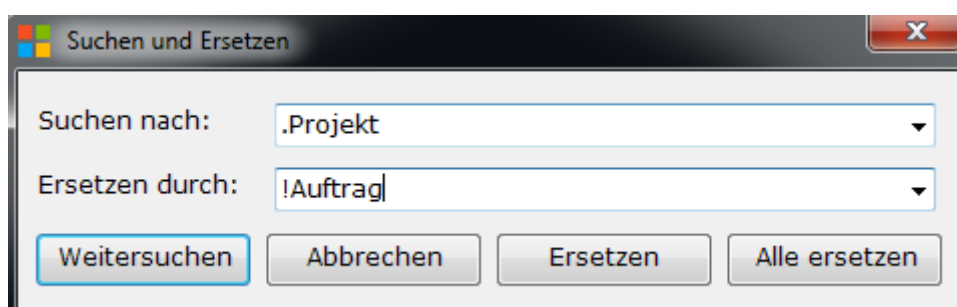 Suchen und Ersetzen
Suchen nach: .Projekt
Ersetzen durch: !Auftrag
Weitersuchen Abbrechen Ersetzen Alle ersetzen